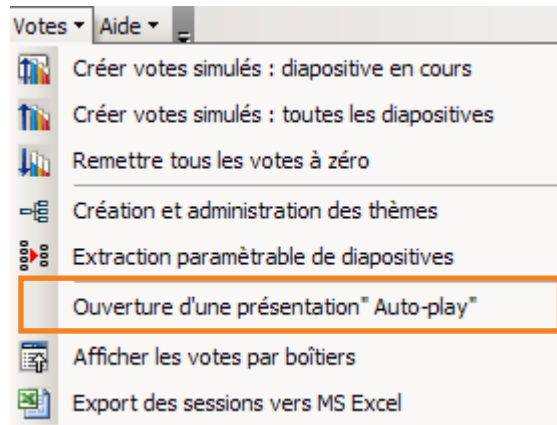 Votes Aide
Créer votes simulés : diapositive en cours
Créer votes simulés : toutes les diapositives
Remettre tous les votes à zéro
Création et administration des thèmes
Extraction paramètrable de diapositives
Ouverture d'une présentation" Auto-play"
Afficher les votes par boîtiers
Export des sessions vers MS Excel